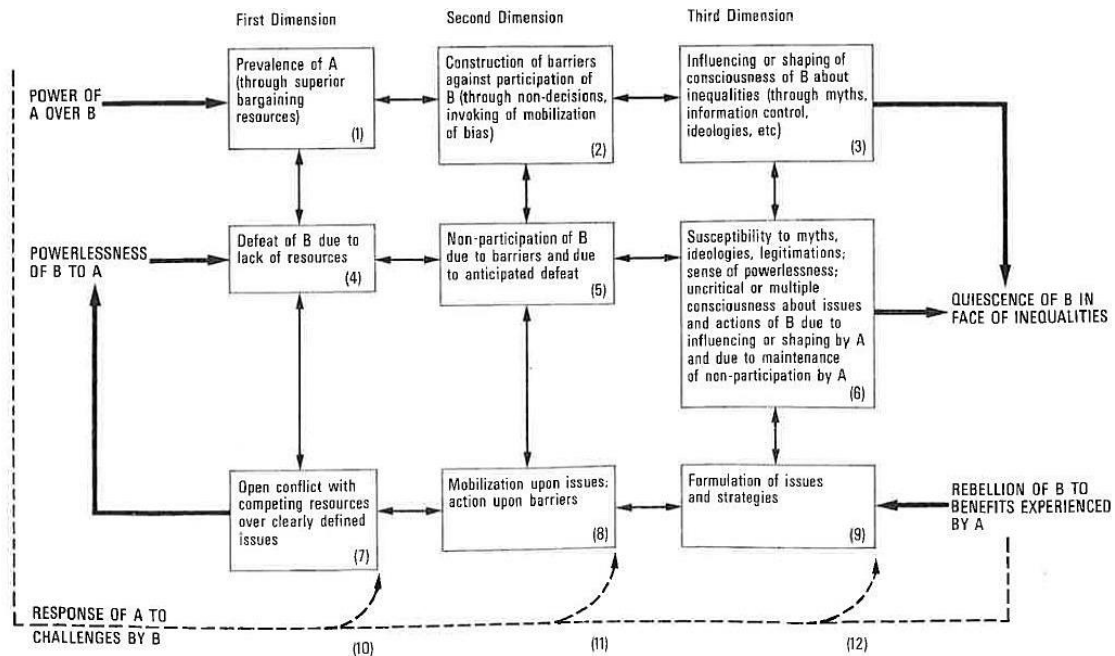 First Dimension
Second Dimension
Third Dimension
POWER OF
A OVER B
Prevalence of A
(through superior
bargaining
resources)
(1)
Construction of barriers
against participation of
B (through non-decisions,
invoking of mobilization
of bias)
(2)
Influencing or shaping of
consciousness of B about
inequalities (through myths,
information control,
ideologies, etc)
(3)
POWERLESSNESS
OF B TO A
Defeat of B due to
lack of resources
(4)
Non-participation of B
due to barriers and due
to anticipated defeat
(5)
Susceptibility to myths,
ideologies, legitimations;
sense of powerlessness;
uncritical or multiple
consciousness about issues
and actions of B due to
influencing or shaping by A
and due to maintenance
of non-participation by A
(6)
QUIESCENCE OF B IN
FACE OF INEQUALITIES
Open conflict with
competing resources
over clearly defined
issues
(7)
Mobilization upon issues;
action upon barriers
(8)
Formulation of issues
and strategies
(9)
REBELLION OF B TO
BENEFITS EXPERIENCED
BY A
RESPONSE OF A TO
CHALLENGES BY B
(10)
(11)
(12)